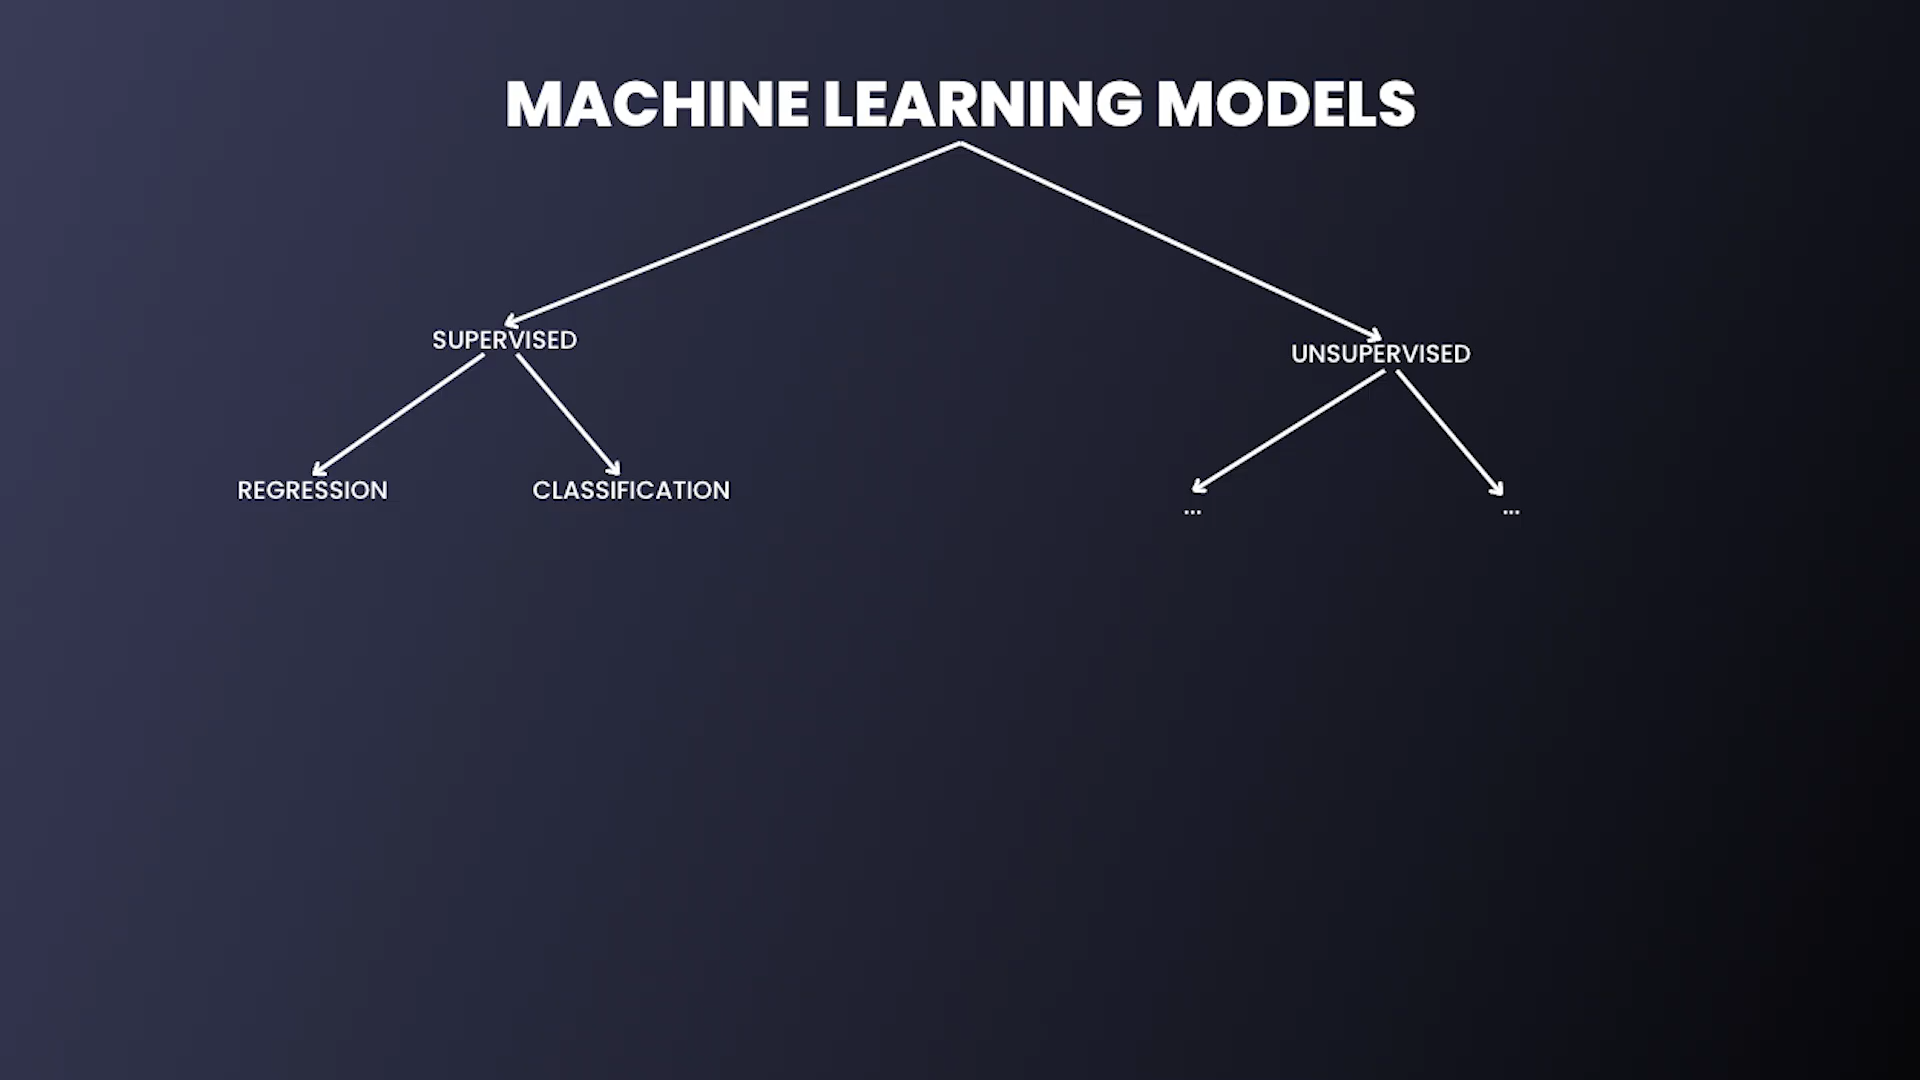 MACHINE LEARNING MODELS
SUPERVISED
UNSUPERVISED
REGRESSION
CLASSIFICATION
...
...